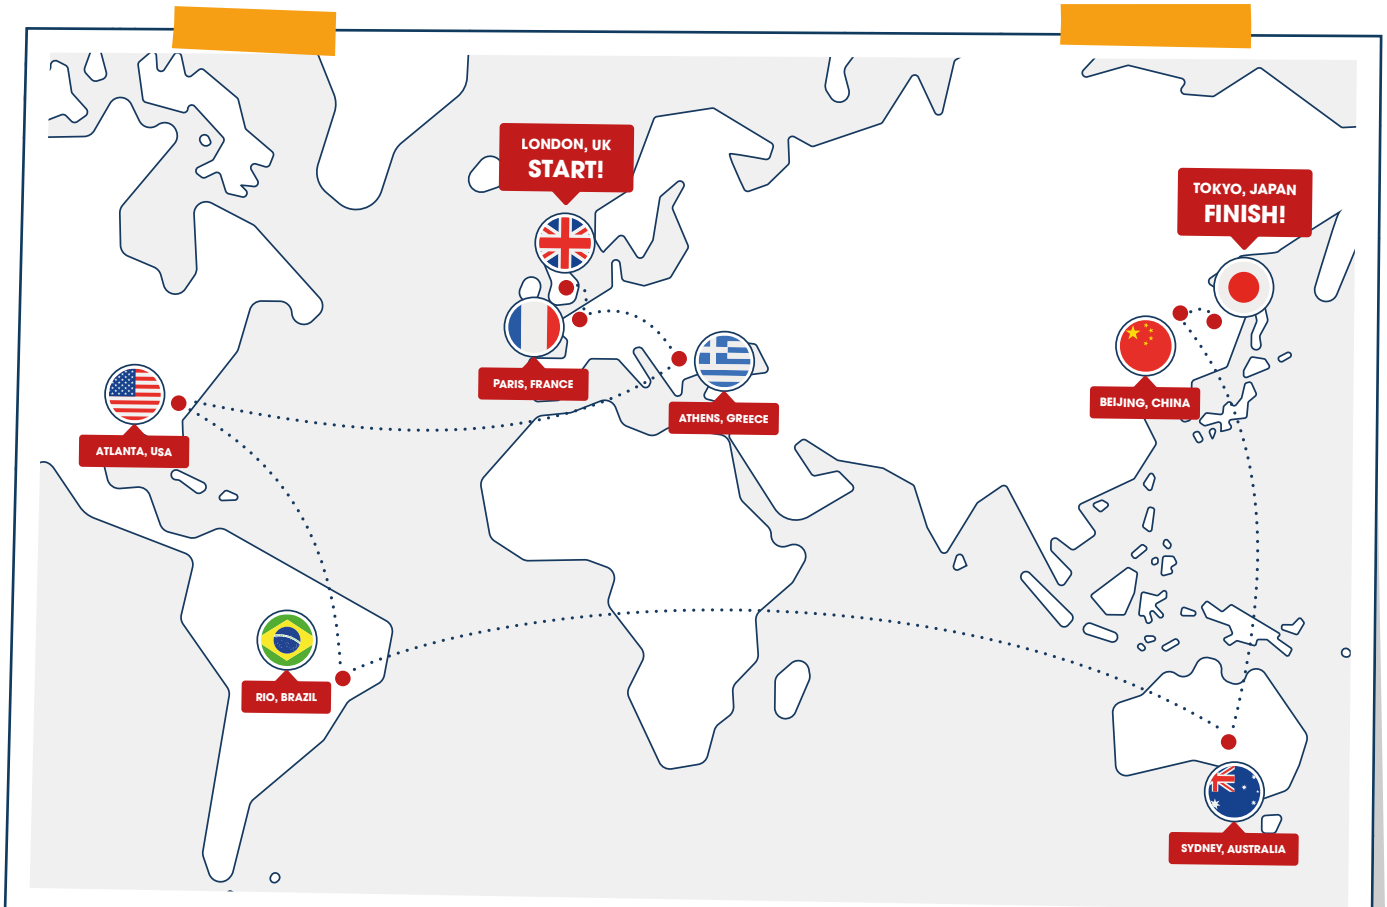 LONDON, UK
START!
TOKYO, JAPAN
FINISH!
PARIS, FRANCE
ATHENS, GREECE
BEIJING, CHINA
ATLANTA, USA
RIO, BRAZIL
SYDNEY, AUSTRALIA